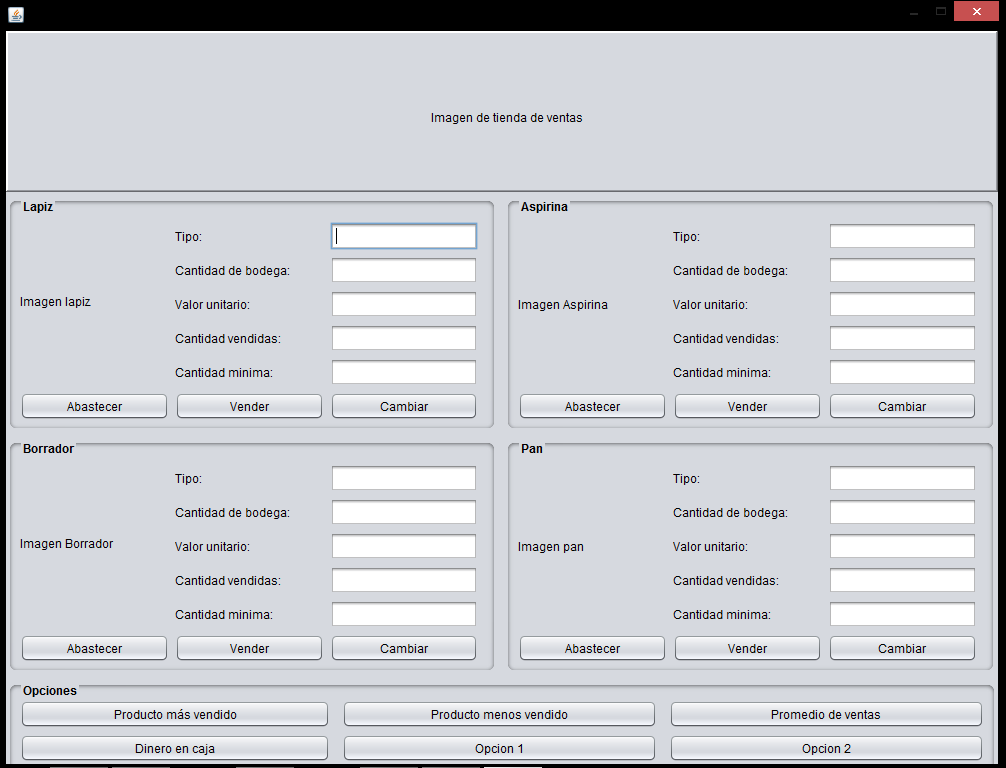 Imagen de tienda de ventas
Lapiz
Imagen lapiz
Tipo:
Cantidad de bodega:
Valor unitario:
Cantidad vendidas:
Cantidad minima:
Abastecer Vender Cambiar
Aspirina
Imagen Aspirina
Tipo:
Cantidad de bodega:
Valor unitario:
Cantidad vendidas:
Cantidad minima:
Abastecer Vender Cambiar
Borrador
Imagen Borrador
Tipo:
Cantidad de bodega:
Valor unitario:
Cantidad vendidas:
Cantidad minima:
Abastecer Vender Cambiar
Pan
Imagen pan
Tipo:
Cantidad de bodega:
Valor unitario:
Cantidad vendidas:
Cantidad minima:
Abastecer Vender Cambiar
Opciones
Producto más vendido Producto menos vendido Promedio de ventas
Dinero en caja Opcion 1 Opcion 2